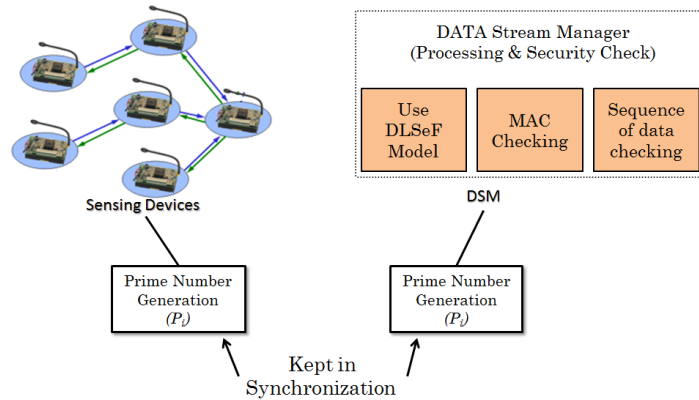 DATA Stream Manager
(Processing & Security Check)
Use
DLSeF
Model
MAC
Checking
Sequence
of data
checking
Sensing Devices
DSM
Prime Number
Generation
(Pi)
Prime Number
Generation
(Pi)
Kept in
Synchronization